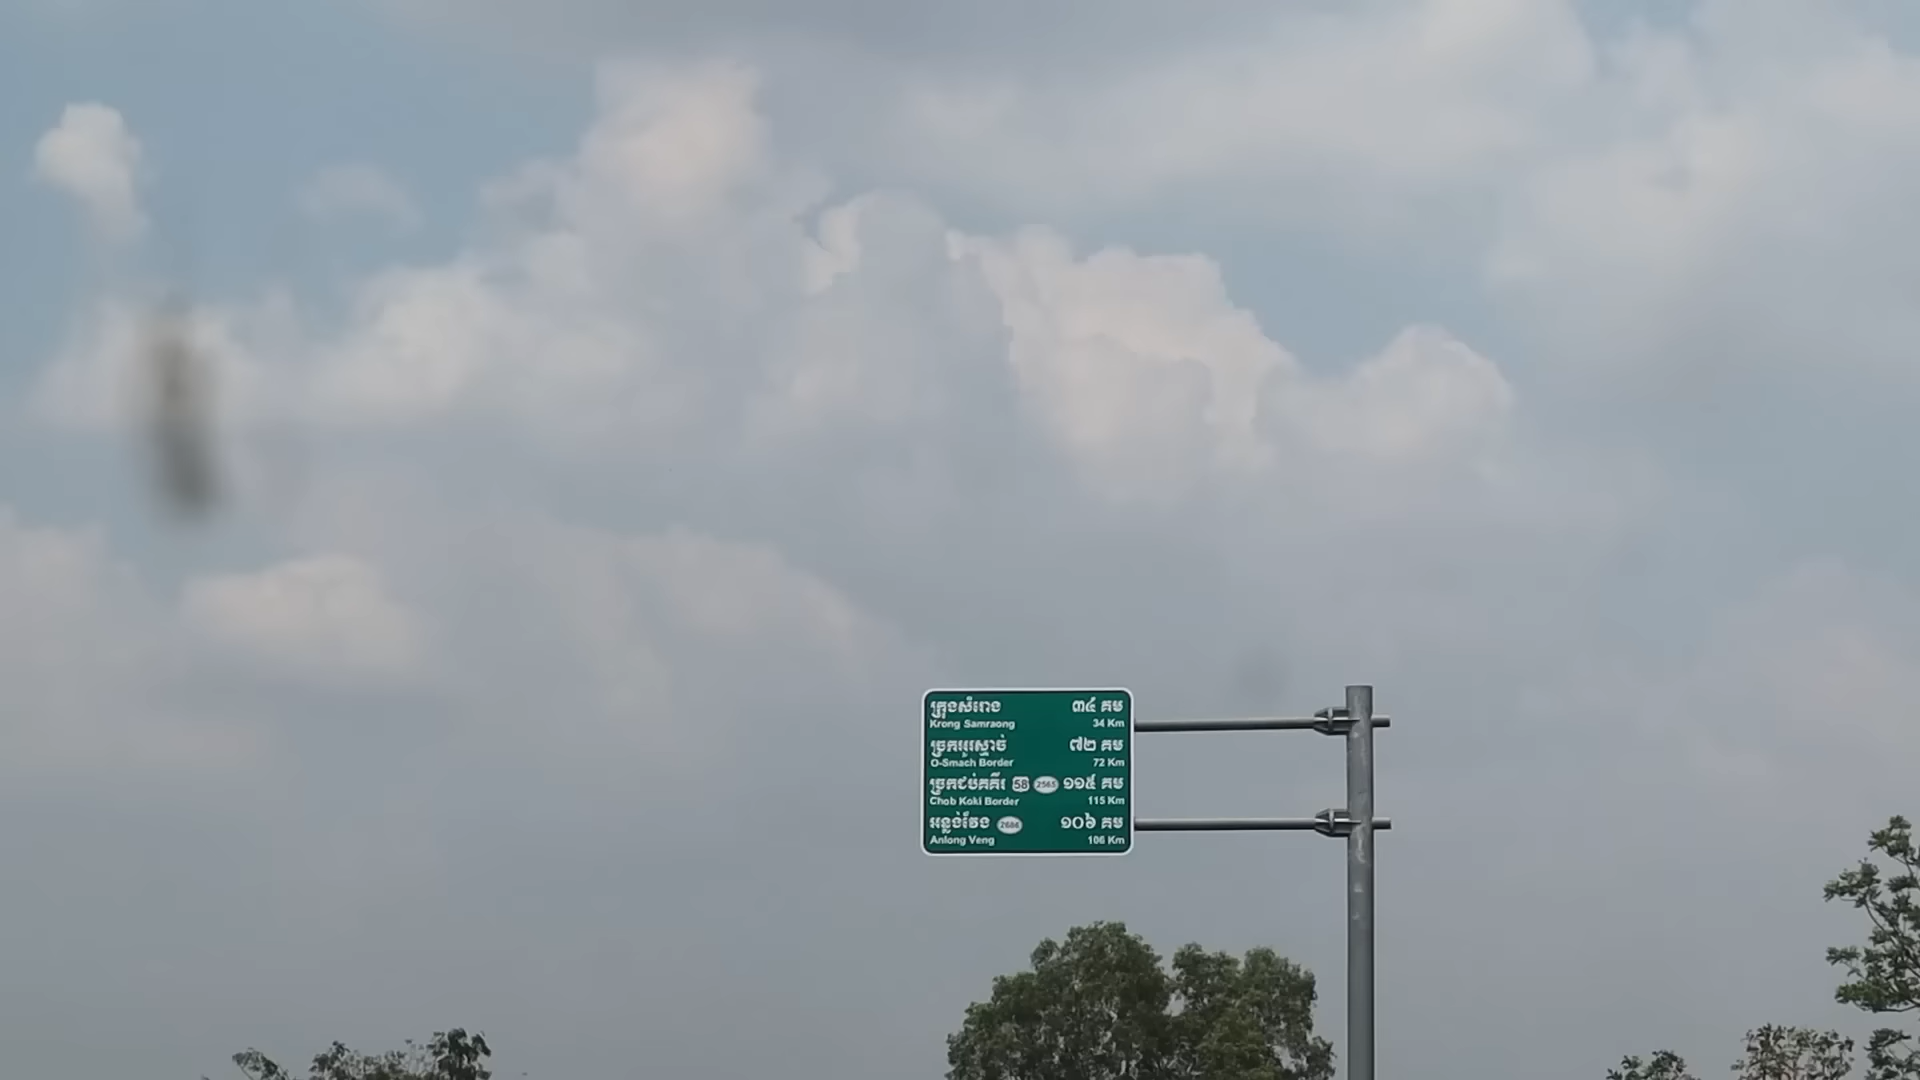 ក្រុងសំរោង ៣៤ គម
Krong Samraong 34 Km
ច្រកអូរស្មាច់ ៧២ គម
O-Smach Border 72 Km
ច្រកជប់គគីរ 58 2565 ១១៥ គម
Chob Koki Border 115 Km
អន្លង់វែង 2686 ១០៦ គម
Anlong Veng 106 Km